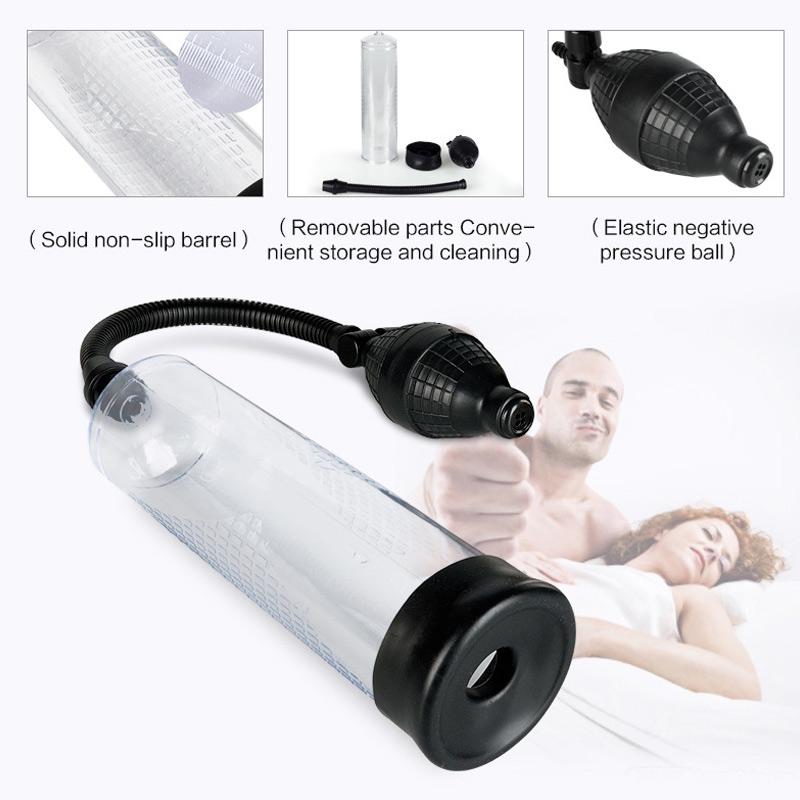 ( Solid non-slip barrel )
( Removable parts Conve-
nient storage and cleaning )
( Elastic negative
pressure ball )